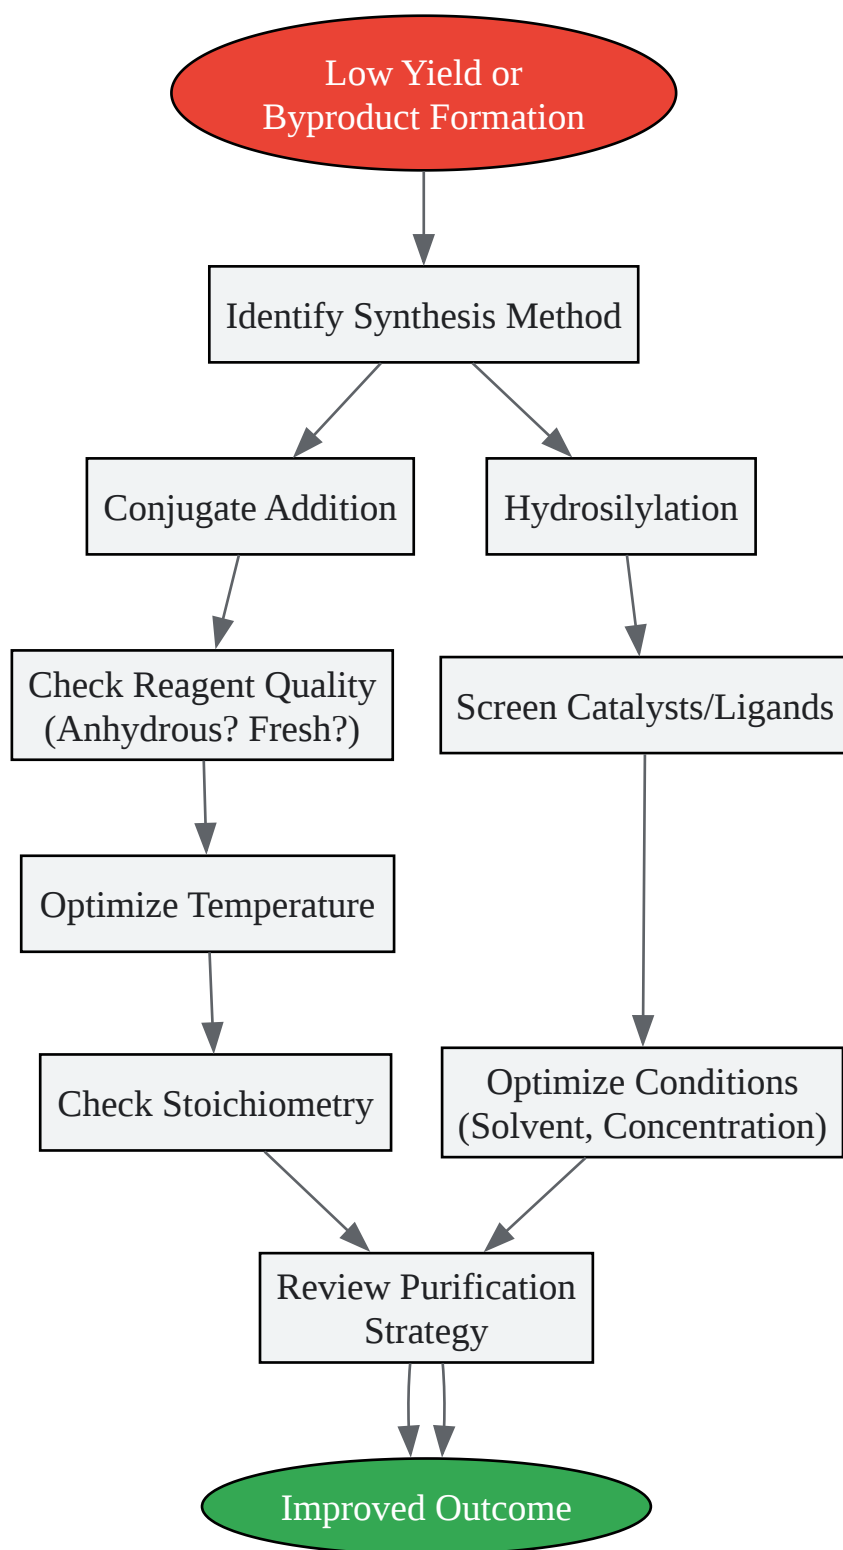 Low Yield or
Byproduct Formation
Identify Synthesis Method
Conjugate Addition
Hydrosilylation
Check Reagent Quality
(Anhydrous? Fresh?)
Screen Catalysts/Ligands
Optimize Temperature
Check Stoichiometry
Optimize Conditions
(Solvent, Concentration)
Review Purification
Strategy
Improved Outcome